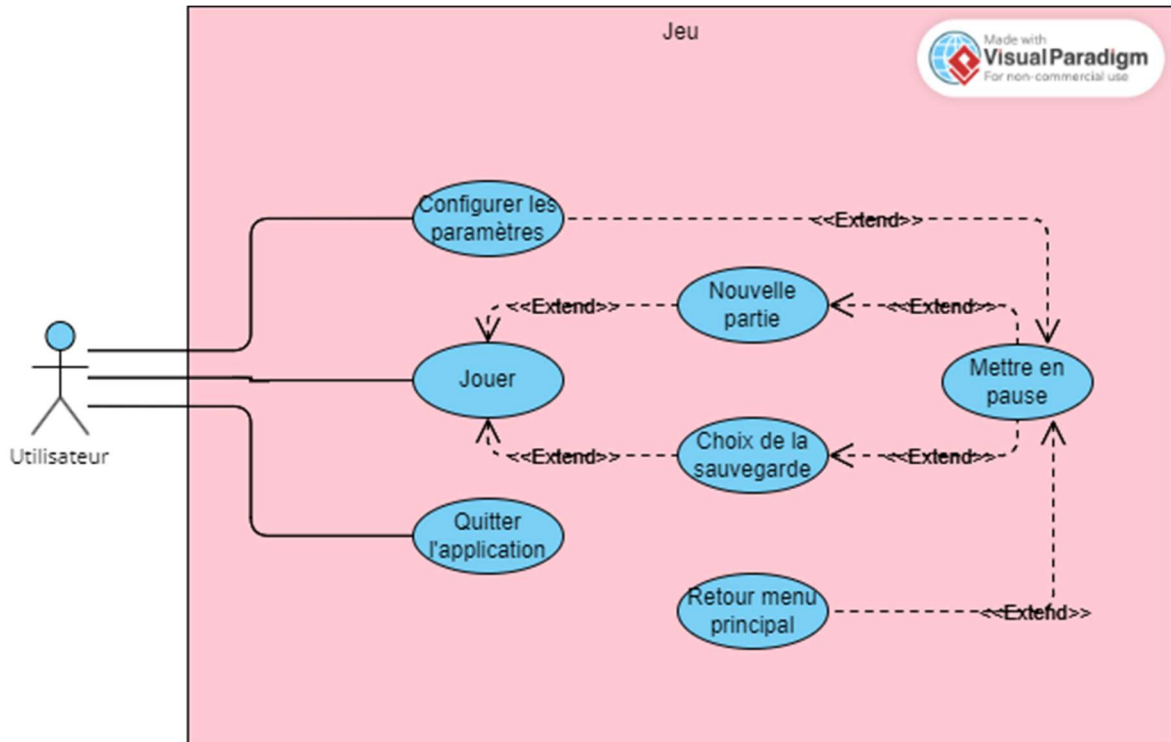 Jeu
Made with
Visual Paradigm
For non-commercial use
Configurer les
paramètres
<<Extend>>
<<Extend>>
Nouvelle
partie
<<Extend>>
Jouer
Mettre en
pause
Utilisateur
<<Extend>>
Choix de la
sauvegarde
<<Extend>>
Quitter
l'application
Retour menu
principal
<<Extend>>